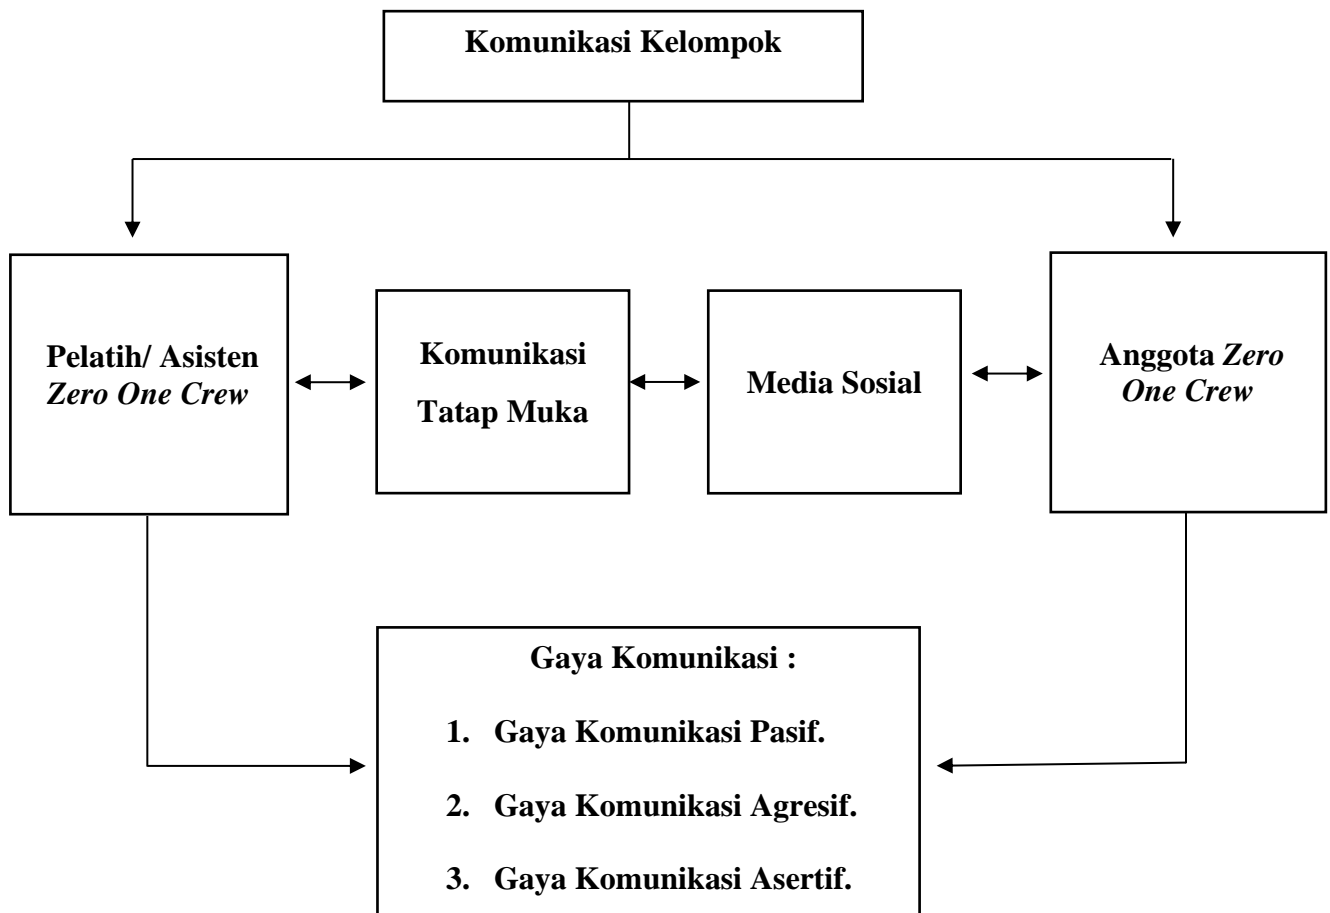 Komunikasi Kelompok
Pelatih/ Asisten
Zero One Crew
Komunikasi
Tatap Muka
Media Sosial
Anggota Zero
One Crew
Gaya Komunikasi :
1. Gaya Komunikasi Pasif.
2. Gaya Komunikasi Agresif.
3. Gaya Komunikasi Asertif.